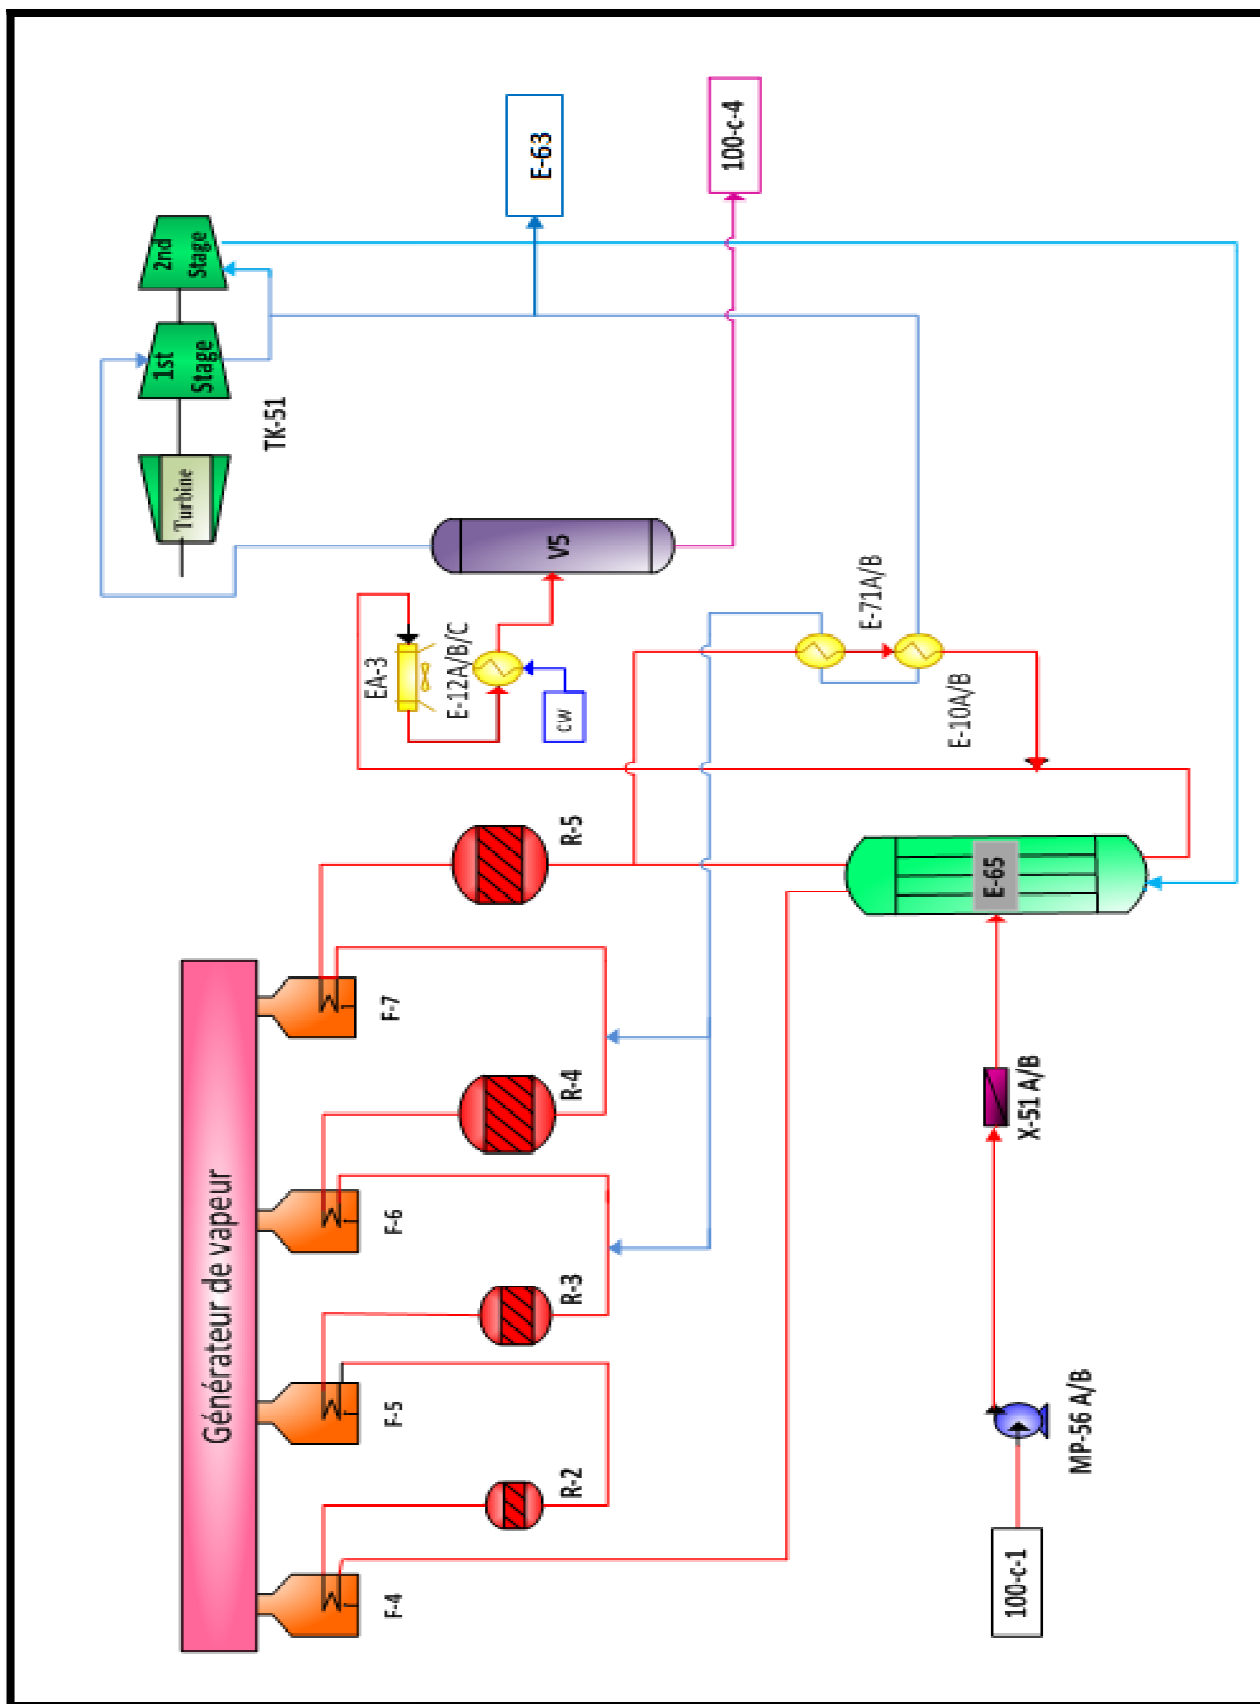 Générateur de vapeur
F-4
F-5
F-6
F-7
R-2
R-3
R-4
R-5
Turbine
1st
Stage
2nd
Stage
TK-51
EA-3
E-12A/B/C
CW
V5
E-63
100-c-4
E-71A/B
E-10A/B
E-65
X-51 A/B
MP-56 A/B
100-c-1